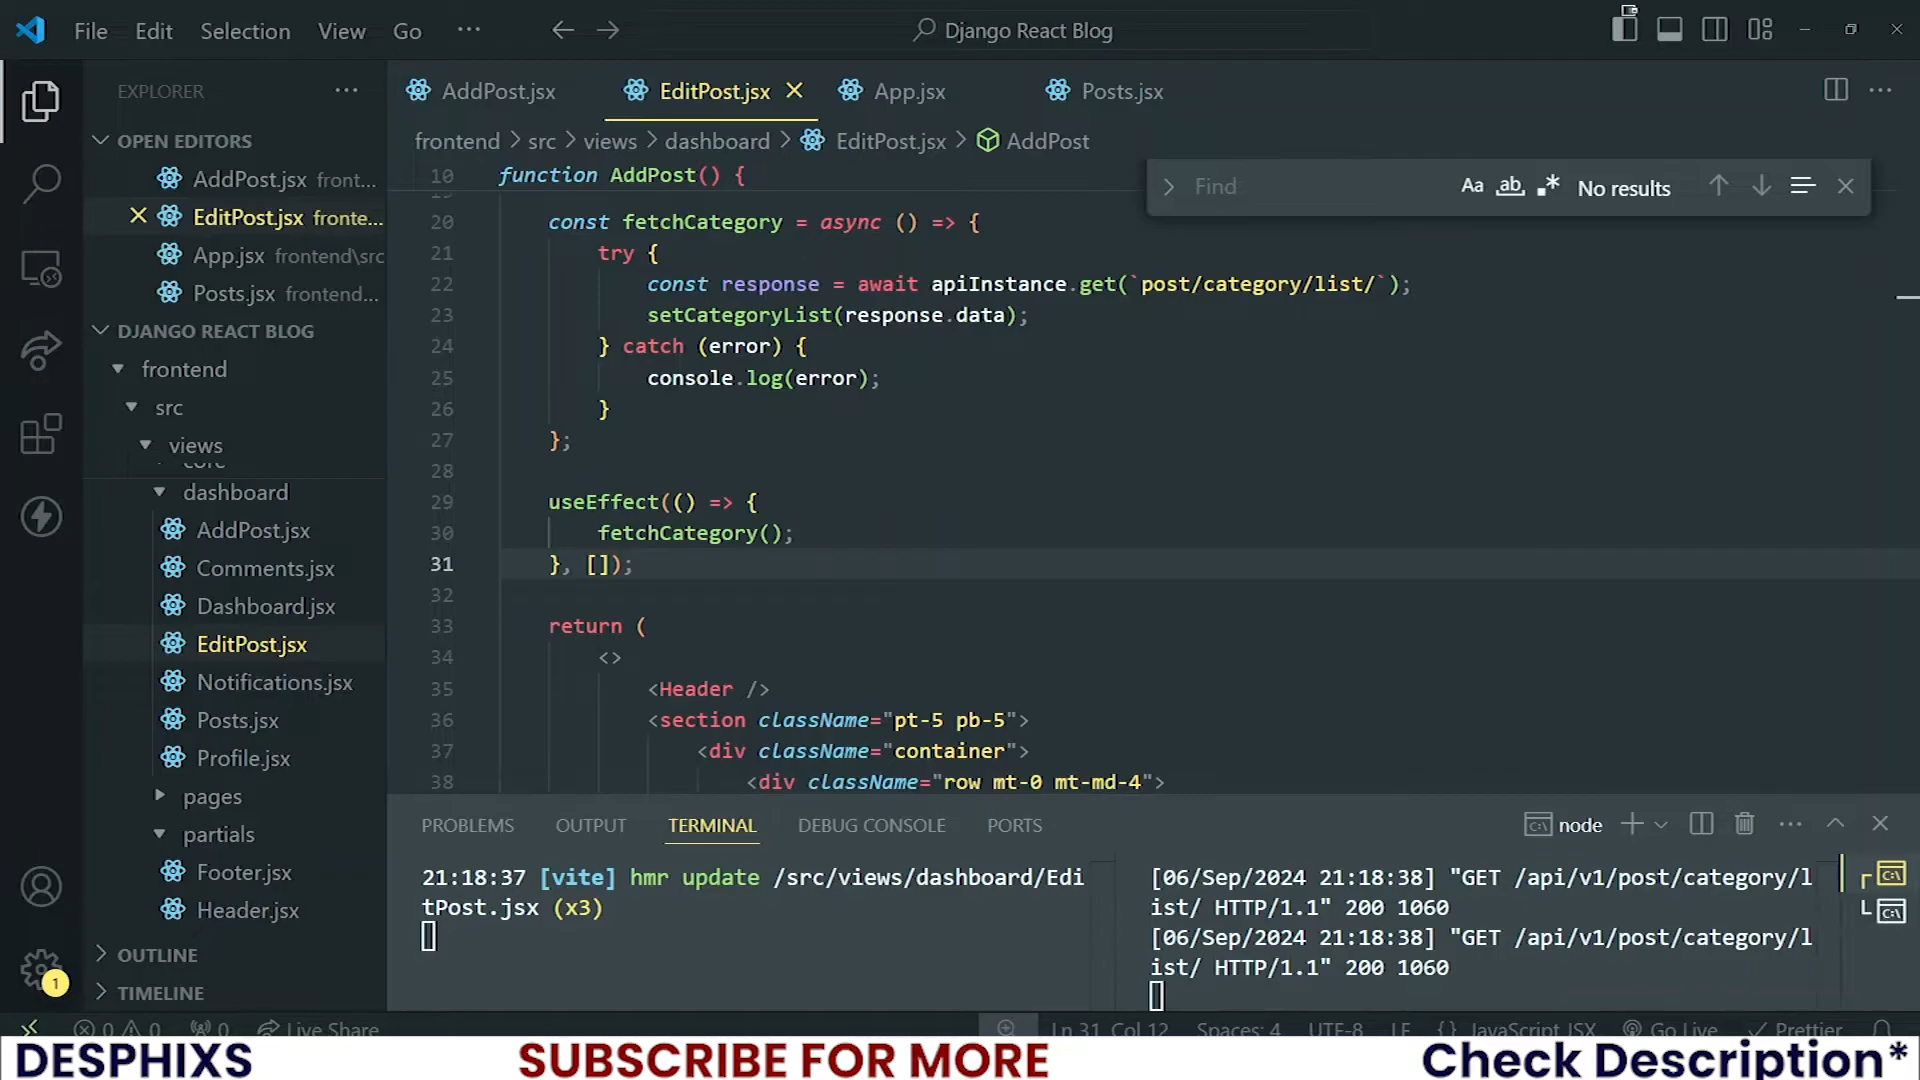 File Edit Selection View Go ···
Django React Blog
EXPLORER ···
OPEN EDITORS
AddPost.jsx front...
EditPost.jsx fronte...
App.jsx frontend\src
Posts.jsx frontend...
DJANGO REACT BLOG
frontend
src
views
core
dashboard
AddPost.jsx
Comments.jsx
Dashboard.jsx
EditPost.jsx
Notifications.jsx
Posts.jsx
Profile.jsx
pages
partials
Footer.jsx
Header.jsx
OUTLINE
TIMELINE
1
AddPost.jsx EditPost.jsx App.jsx Posts.jsx
frontend > src > views > dashboard > EditPost.jsx > AddPost
Find Aa ab .* No results
10 function AddPost() {
20 const fetchCategory = async () => {
21 try {
22 const response = await apiInstance.get(`post/category/list/`);
23 setCategoryList(response.data);
24 } catch (error) {
25 console.log(error);
26 }
27 };
28
29 useEffect(() => {
30 fetchCategory();
31 }, []);
32
33 return (
34 <>
35 <Header />
36 <section className="pt-5 pb-5">
37 <div className="container">
38 <div className="row mt-0 mt-md-4">
PROBLEMS OUTPUT TERMINAL DEBUG CONSOLE PORTS
node
21:18:37 [vite] hmr update /src/views/dashboard/Edi
tPost.jsx (x3)
[06/Sep/2024 21:18:38] "GET /api/v1/post/category/l
ist/ HTTP/1.1" 200 1060
[06/Sep/2024 21:18:38] "GET /api/v1/post/category/l
ist/ HTTP/1.1" 200 1060
0 0 0 Live Share
Ln 31, Col 12 Spaces: 4 UTF-8 LF {} JavaScript JSX Go Live Prettier
DESPHIXS SUBSCRIBE FOR MORE Check Description*